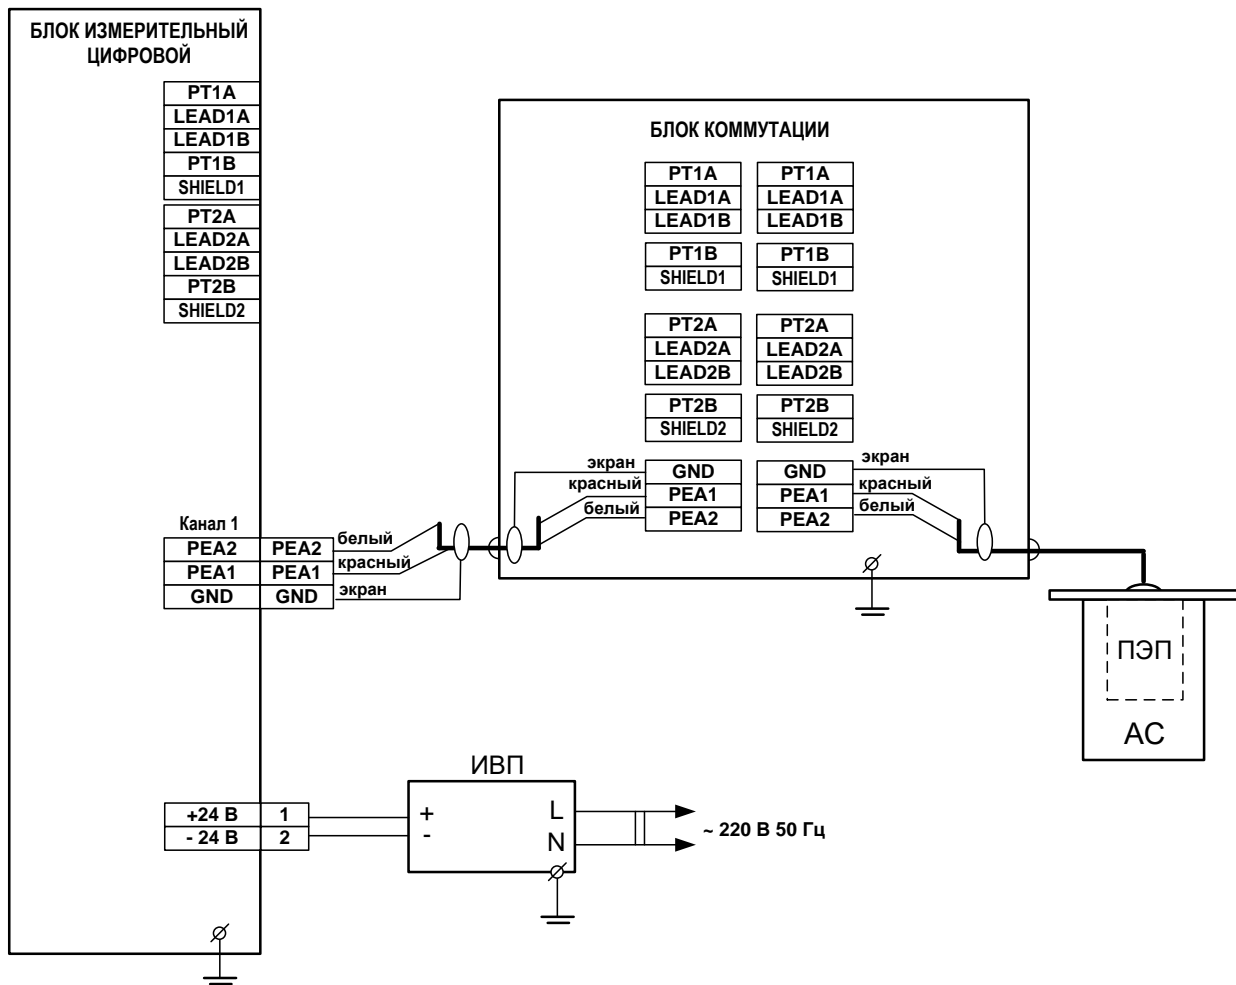 БЛОК ИЗМЕРИТЕЛЬНЫЙ
ЦИФРОВОЙ
PT1A
LEAD1A
LEAD1B
PT1B
SHIELD1
PT2A
LEAD2A
LEAD2B
PT2B
SHIELD2
БЛОК КОММУТАЦИИ
PT1A PT1A
LEAD1A LEAD1A
LEAD1B LEAD1B
PT1B PT1B
SHIELD1 SHIELD1
PT2A PT2A
LEAD2A LEAD2A
LEAD2B LEAD2B
PT2B PT2B
SHIELD2 SHIELD2
экран GND GND экран
красный PEA1 PEA1 красный
белый PEA2 PEA2 белый
Канал 1
PEA2 PEA2 белый
PEA1 PEA1 красный
GND GND экран
ПЭП
АС
ИВП
+24 В 1 + L
- 24 В 2 - N
~ 220 В 50 Гц